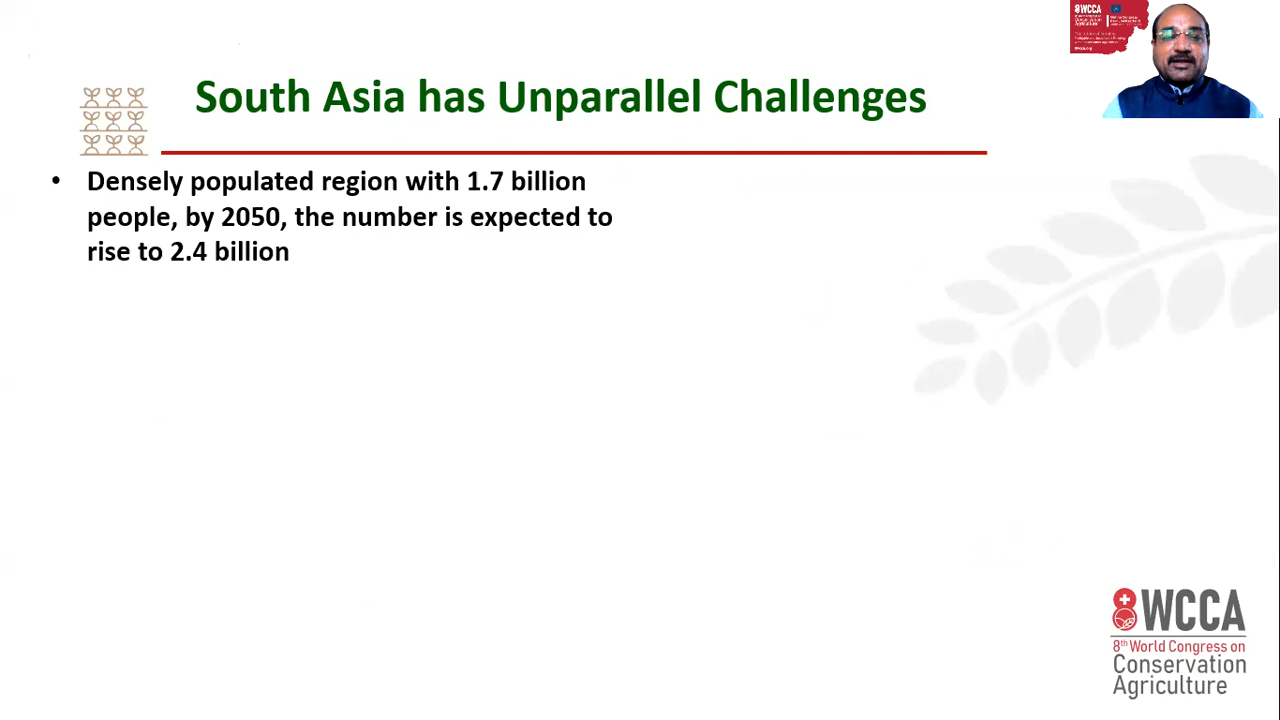 8WCCA
South Asia has Unparallel Challenges
• Densely populated region with 1.7 billion
people, by 2050, the number is expected to
rise to 2.4 billion
8WCCA
8th World Congress on
Conservation
Agriculture